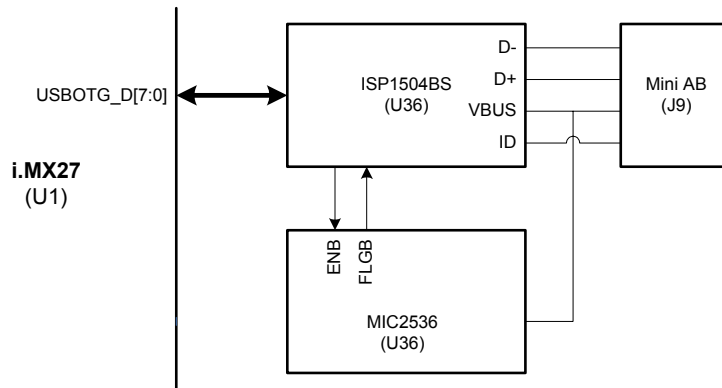 D-
ISP1504BS
(U36)
D+
Mini AB
(J9)
USBOTG_D[7:0]
VBUS
ID
i.MX27
(U1)
ENB
FLGB
MIC2536
(U36)